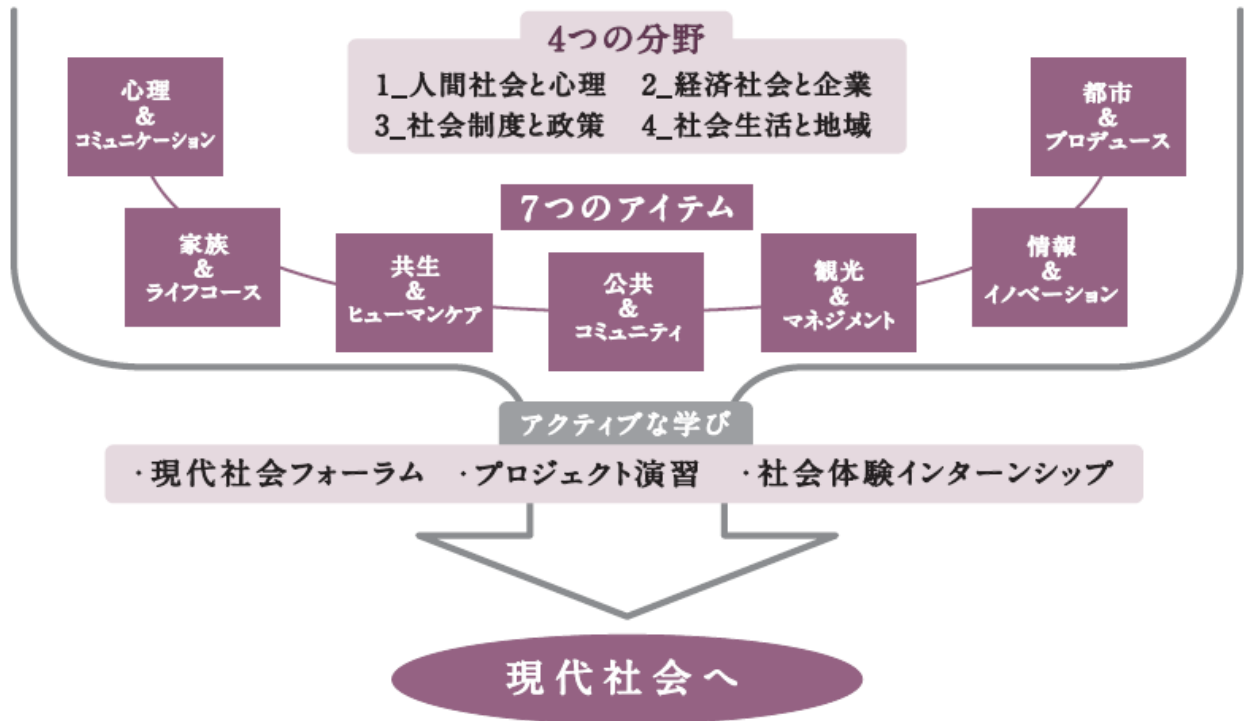 4つの分野
1_人間社会と心理 2_経済社会と企業
3_社会制度と政策 4_社会生活と地域
7つのアイテム
心理
&
コミュニケーション
家族
&
ライフコース
共生
&
ヒューマンケア
公共
&
コミュニティ
観光
&
マネジメント
情報
&
イノベーション
都市
&
プロデュース
アクティブな学び
・現代社会フォーラム ・プロジェクト演習 ・社会体験インターンシップ
現代社会へ